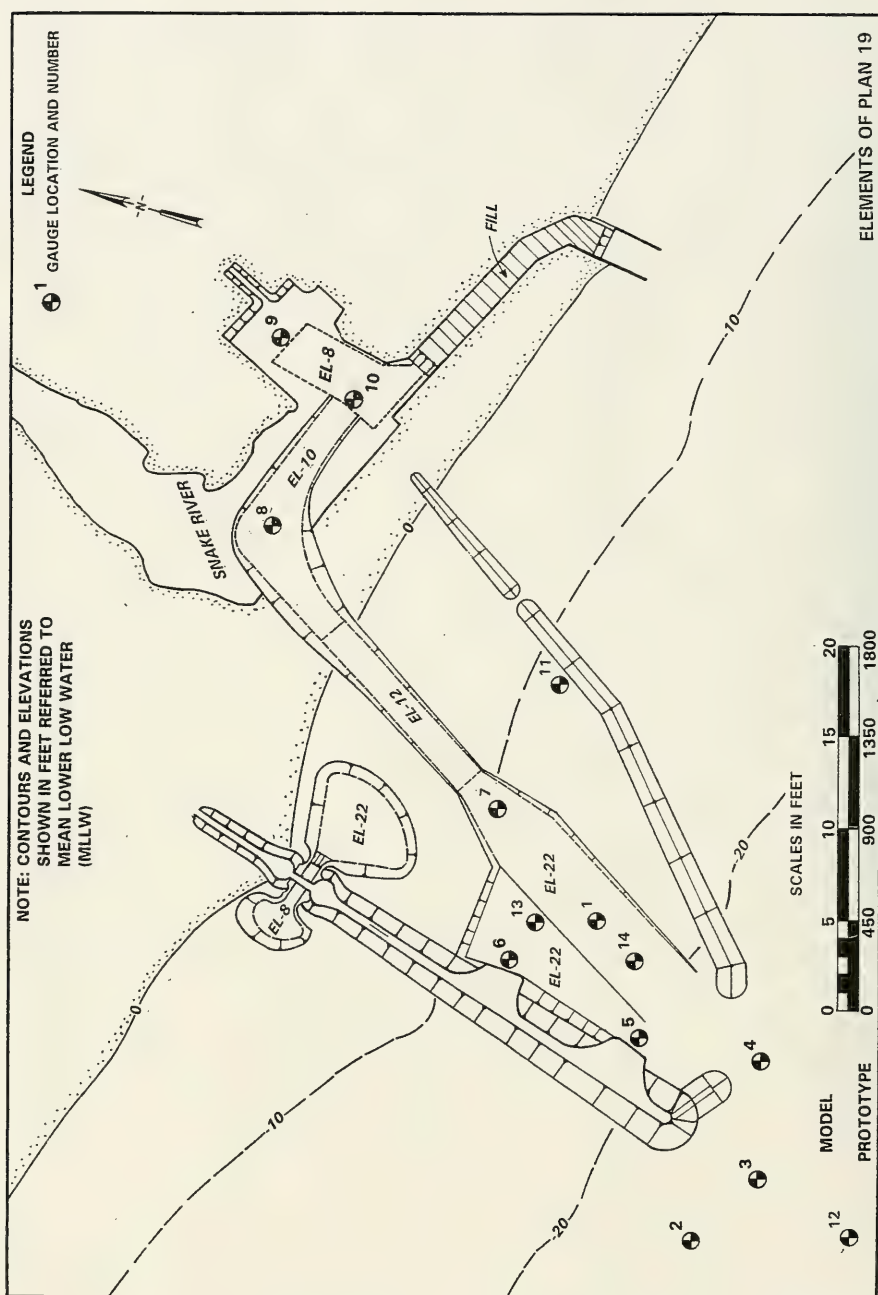 NOTE: CONTOURS AND ELEVATIONS
SHOWN IN FEET REFERRED TO
MEAN LOWER LOW WATER
(MLLW)
LEGEND
1 GAUGE LOCATION AND NUMBER
-N-
SNAKE RIVER
0
0
-10
-20
-10
-20
EL-8
EL-22
EL-22
EL-22
EL-12
EL-10
EL-8
FILL
9
10
8
7
11
13
6
1
14
5
4
3
2
12
SCALES IN FEET
MODEL 0 5 10 15 20
PROTOTYPE 0 450 900 1350 1800
ELEMENTS OF PLAN 19